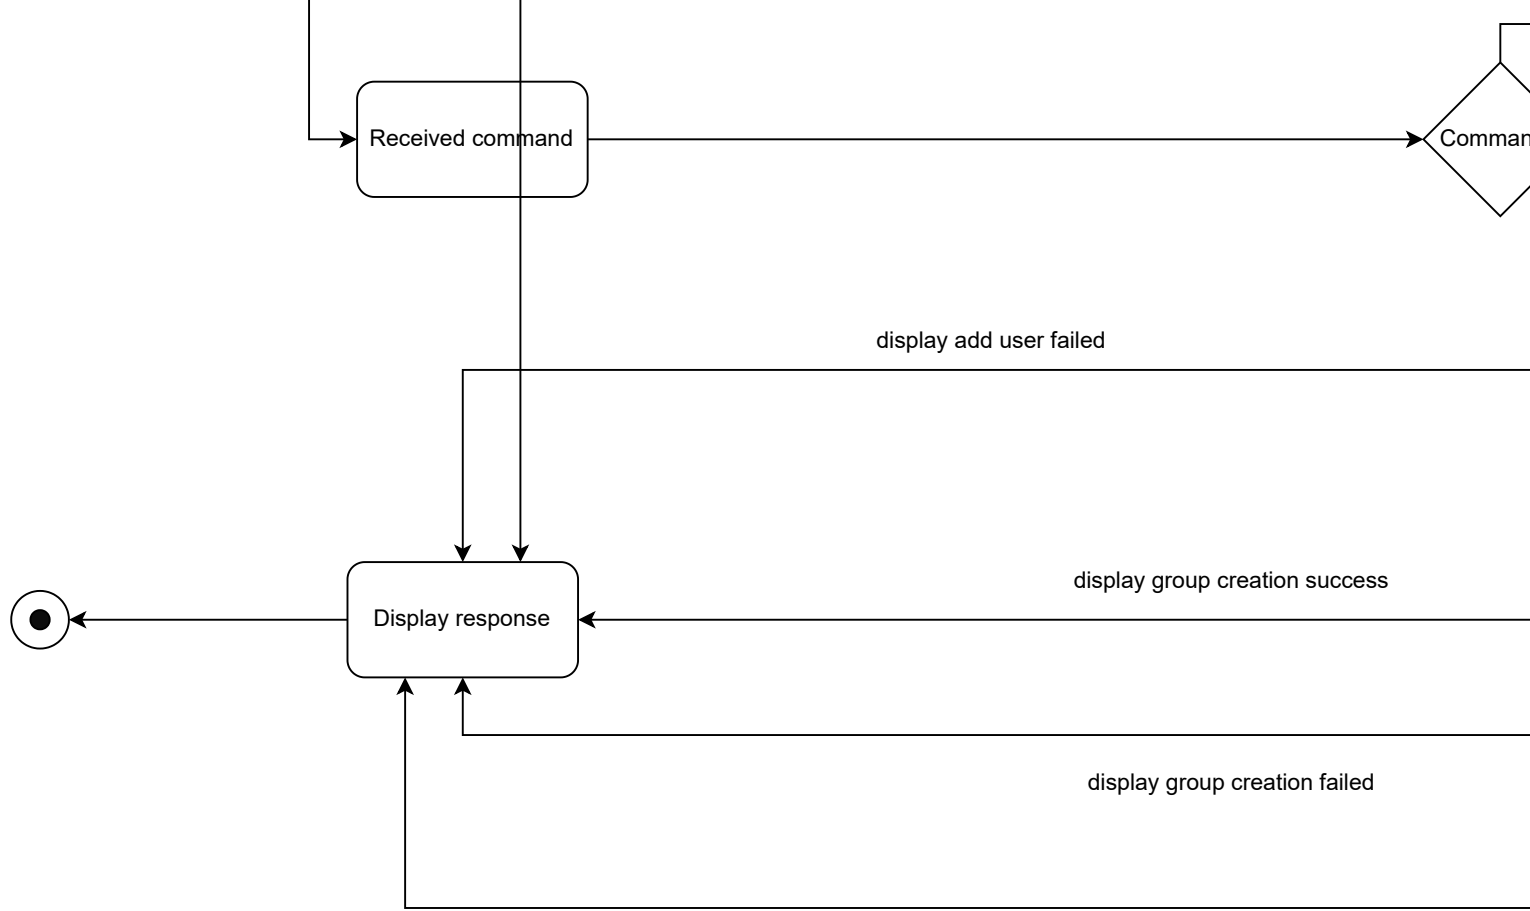 Received command
Comman
display add user failed
display group creation success
Display response
display group creation failed